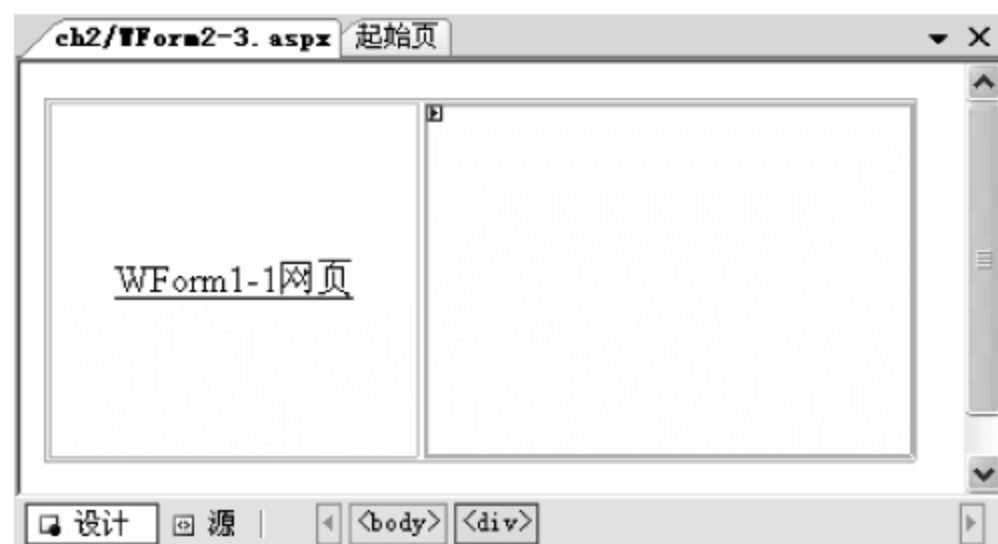 ch2/WForm2-3.aspx 起始页
WForm1-1网页
设计 源 <body> <div>